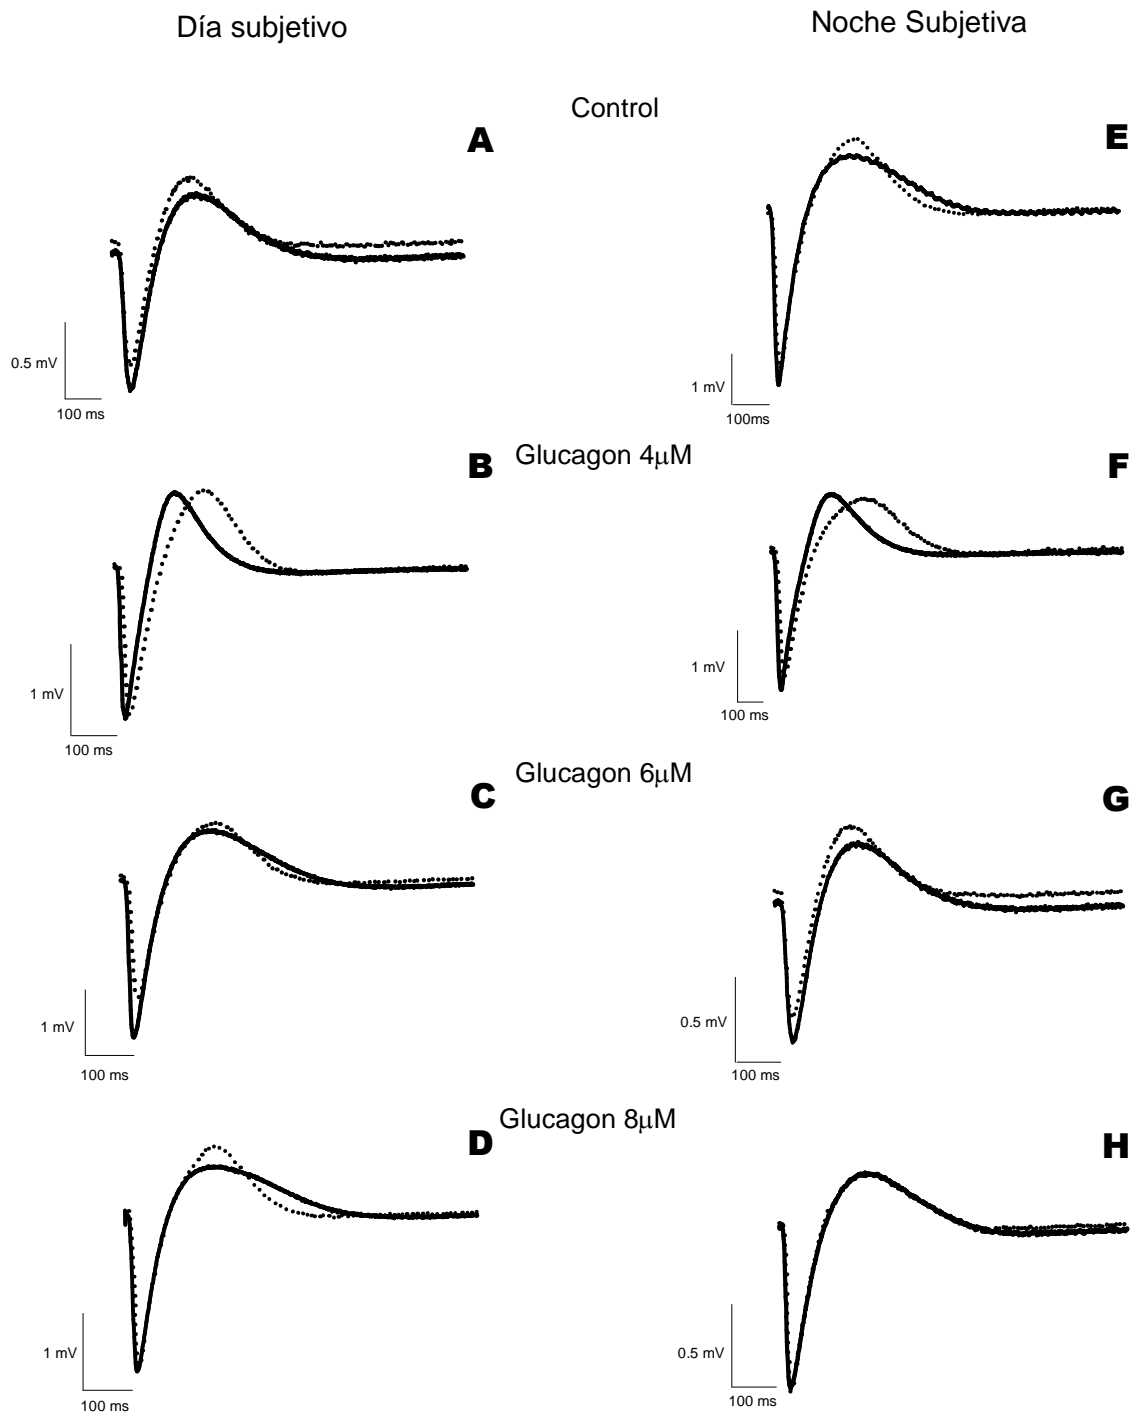 Día subjetivo
Noche Subjetiva
Control
A
E
0.5 mV
100 ms
1 mV
100ms
Glucagon 4μM
B
F
1 mV
100 ms
1 mV
100 ms
Glucagon 6μM
C
G
1 mV
100 ms
0.5 mV
100 ms
Glucagon 8μM
D
H
1 mV
100 ms
0.5 mV
100 ms